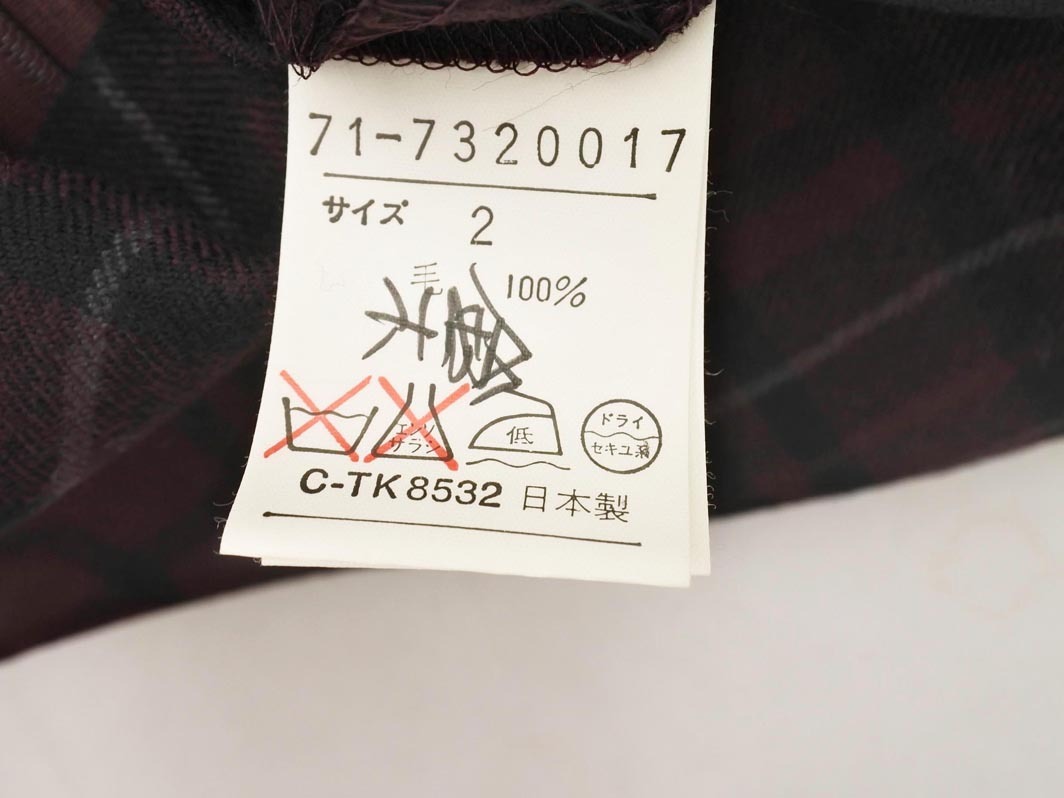 71-7320017
サイズ 2
毛 100%
エンソ
サラシ
低
ドライ
セキユ系
C-TK8532 日本製